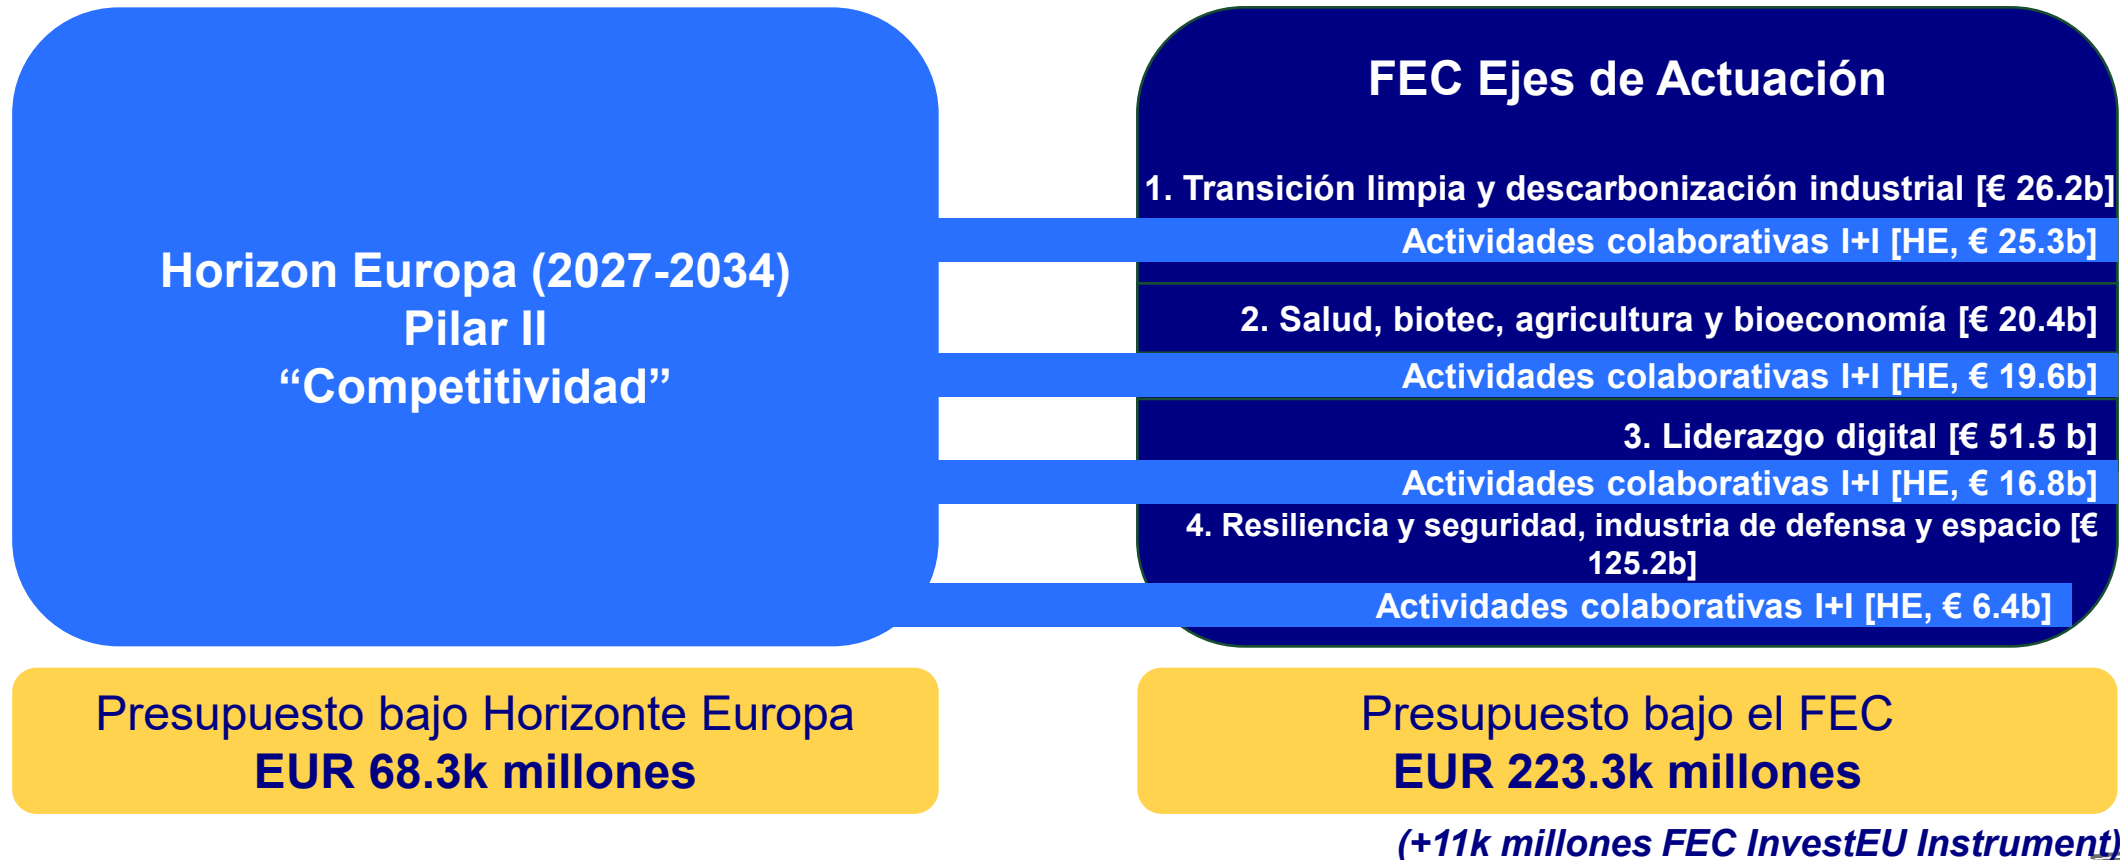 Horizon Europa (2027-2034)
Pilar II
“Competitividad”
FEC Ejes de Actuación
1. Transición limpia y descarbonización industrial [€ 26.2b]
Actividades colaborativas I+I [HE, € 25.3b]
2. Salud, biotec, agricultura y bioeconomía [€ 20.4b]
Actividades colaborativas I+I [HE, € 19.6b]
3. Liderazgo digital [€ 51.5 b]
Actividades colaborativas I+I [HE, € 16.8b]
4. Resiliencia y seguridad, industria de defensa y espacio [€
125.2b]
Actividades colaborativas I+I [HE, € 6.4b]
Presupuesto bajo Horizonte Europa
EUR 68.3k millones
Presupuesto bajo el FEC
EUR 223.3k millones
(+11k millones FEC InvestEU Instrument)